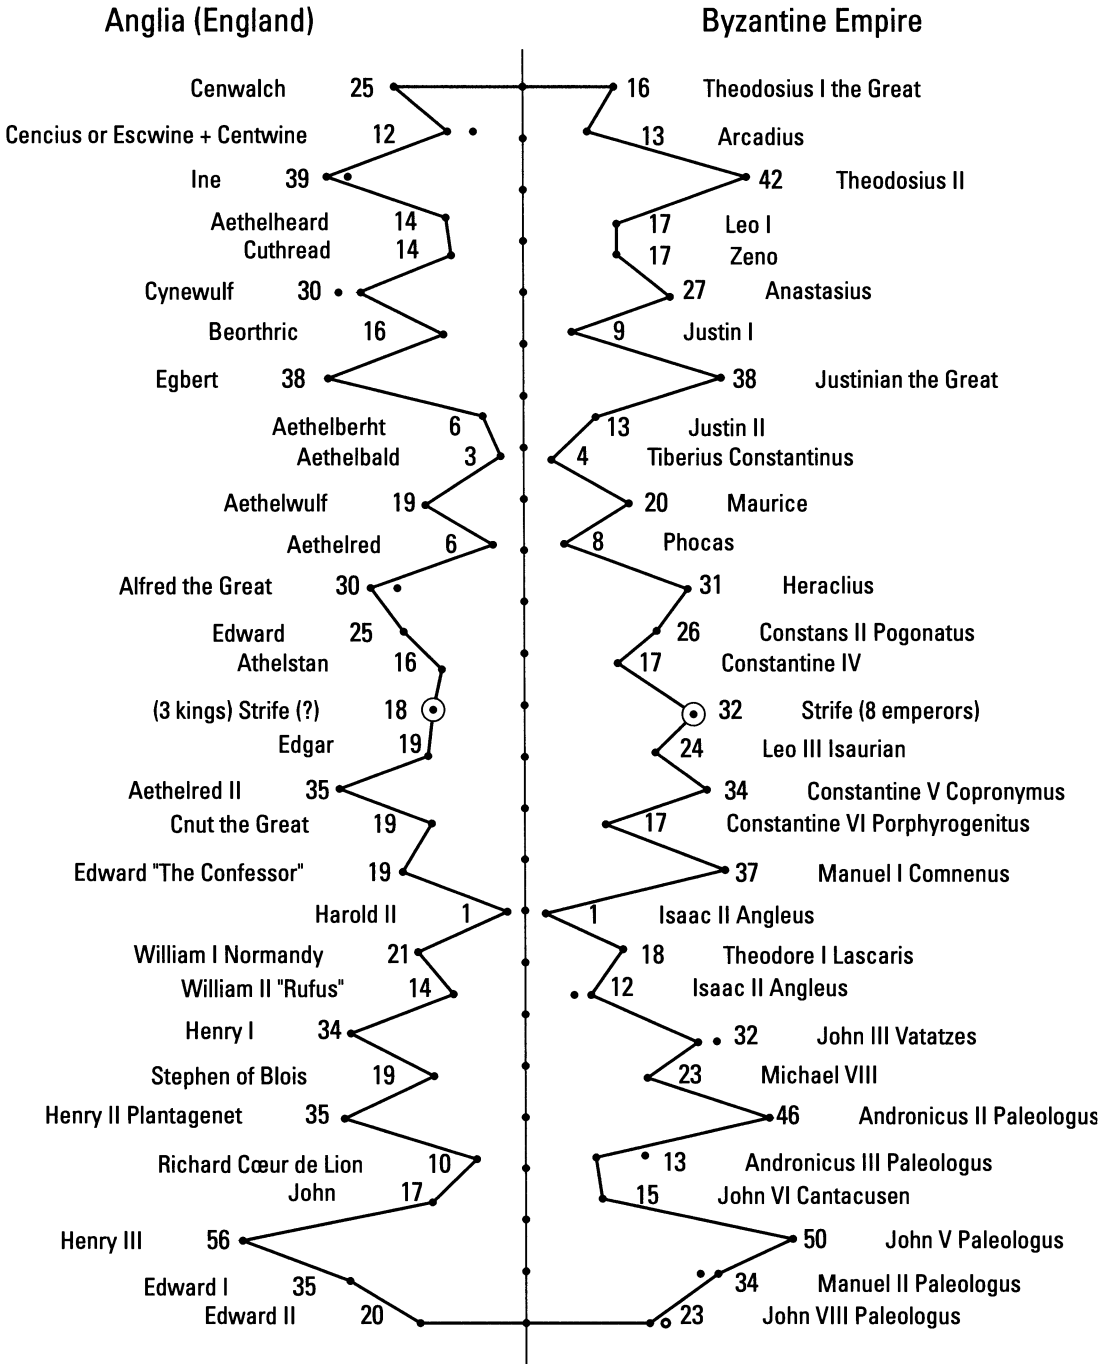 Anglia (England) Byzantine Empire
Cenwalch 25 16 Theodosius I the Great
Cencius or Escwine + Centwine 12 13 Arcadius
Ine 39 42 Theodosius II
Aethelheard 14 17 Leo I
Cuthread 14 17 Zeno
Cynewulf 30 27 Anastasius
Beorthric 16 9 Justin I
Egbert 38 38 Justinian the Great
Aethelberht 6 13 Justin II
Aethelbald 3 4 Tiberius Constantinus
Aethelwulf 19 20 Maurice
Aethelred 6 8 Phocas
Alfred the Great 30 31 Heraclius
Edward 25 26 Constans II Pogonatus
Athelstan 16 17 Constantine IV
(3 kings) Strife (?) 18 32 Strife (8 emperors)
Edgar 19 24 Leo III Isaurian
Aethelred II 35 34 Constantine V Copronymus
Cnut the Great 19 17 Constantine VI Porphyrogenitus
Edward "The Confessor" 19 37 Manuel I Comnenus
Harold II 1 1 Isaac II Angleus
William I Normandy 21 18 Theodore I Lascaris
William II "Rufus" 14 12 Isaac II Angleus
Henry I 34 32 John III Vatatzes
Stephen of Blois 19 23 Michael VIII
Henry II Plantagenet 35 46 Andronicus II Paleologus
Richard Cœur de Lion 10 13 Andronicus III Paleologus
John 17 15 John VI Cantacusen
Henry III 56 50 John V Paleologus
Edward I 35 34 Manuel II Paleologus
Edward II 20 23 John VIII Paleologus